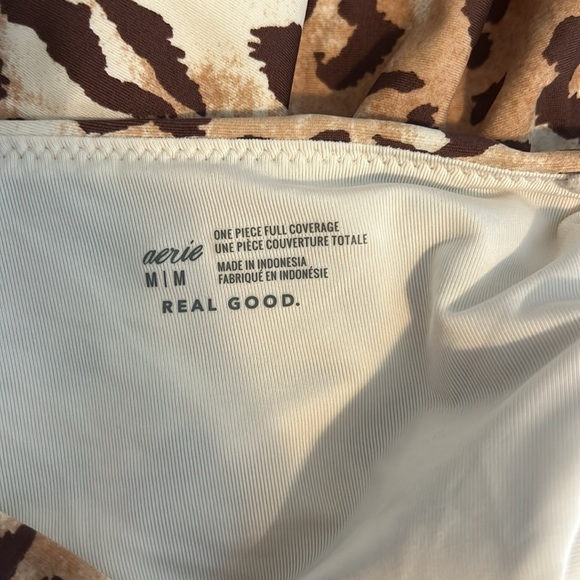 aerie
M|M
ONE PIECE FULL COVERAGE
UNE PIÈCE COUVERTURE TOTALE
MADE IN INDONESIA
FABRIQUÉ EN INDONÉSIE
REAL GOOD.